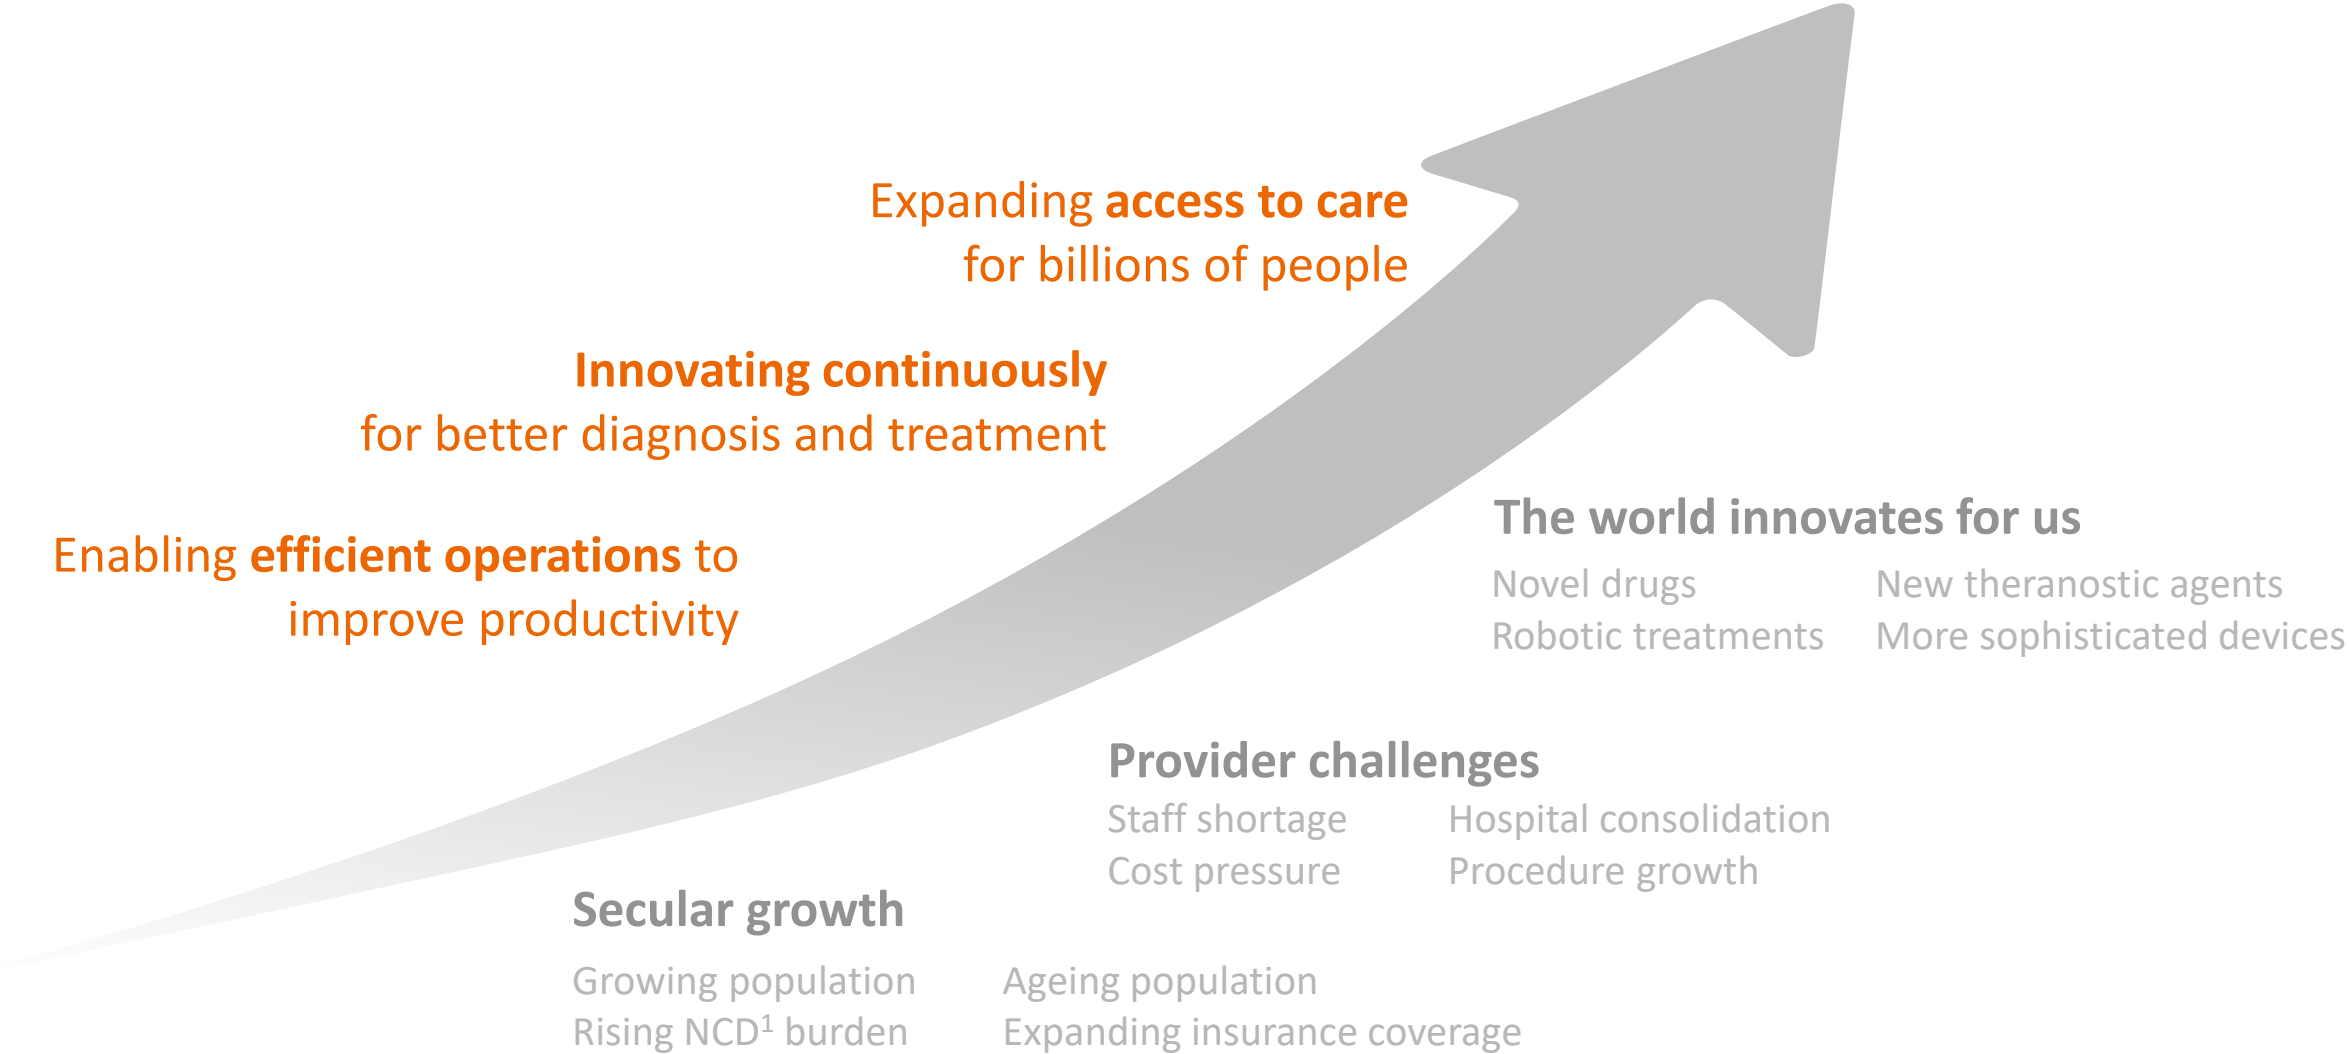 Expanding access to care
for billions of people
Innovating continuously
for better diagnosis and treatment
Enabling efficient operations to
improve productivity
The world innovates for us
Novel drugs New theranostic agents
Robotic treatments More sophisticated devices
Provider challenges
Staff shortage Hospital consolidation
Cost pressure Procedure growth
Secular growth
Growing population Ageing population
Rising NCD¹ burden Expanding insurance coverage